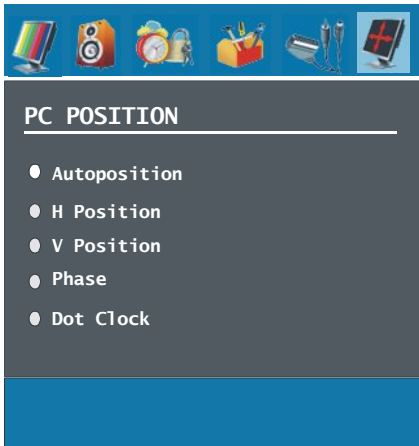 PC POSITION
Autoposition
H Position
V Position
Phase
Dot Clock